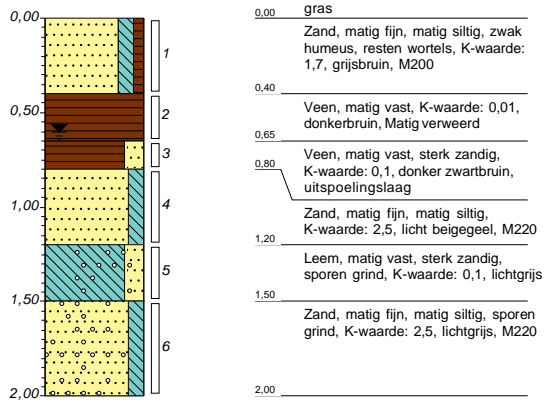 0,00
0,50
1,00
1,50
2,00
1
2
3
4
5
6
0,00
gras
Zand, matig fijn, matig siltig, zwak
humeus, resten wortels, K-waarde:
1,7, grijsbruin, M200
0,40
Veen, matig vast, K-waarde: 0,01,
donkerbruin, Matig verweerd
0,65
Veen, matig vast, sterk zandig,
0,80
K-waarde: 0,1, donker zwartbruin,
uitspoelingslaag
Zand, matig fijn, matig siltig,
K-waarde: 2,5, licht beigegeel, M220
1,20
Leem, matig vast, sterk zandig,
sporen grind, K-waarde: 0,1, lichtgrijs
1,50
Zand, matig fijn, matig siltig, sporen
grind, K-waarde: 2,5, lichtgrijs, M220
2,00